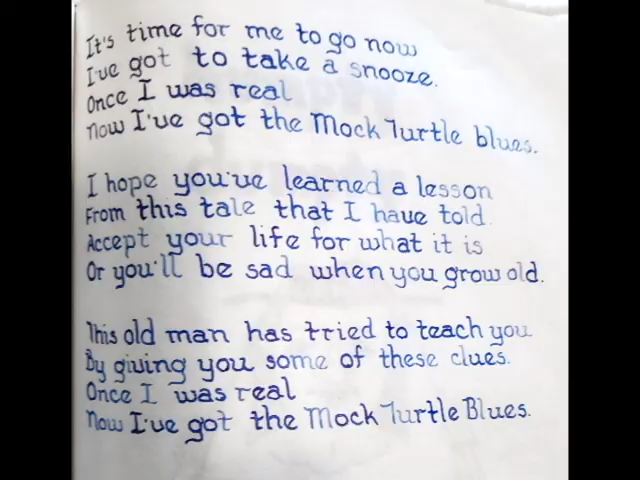 It's time for me to go now
I've got to take a snooze.
Once I was real
Now I've got the Mock Turtle blues.
I hope you've learned a lesson
From this tale that I have told.
Accept your life for what it is
Or you'll be sad when you grow old.
This old man has tried to teach you
By giving you some of these clues.
Once I was real
Now I've got the Mock Turtle Blues.